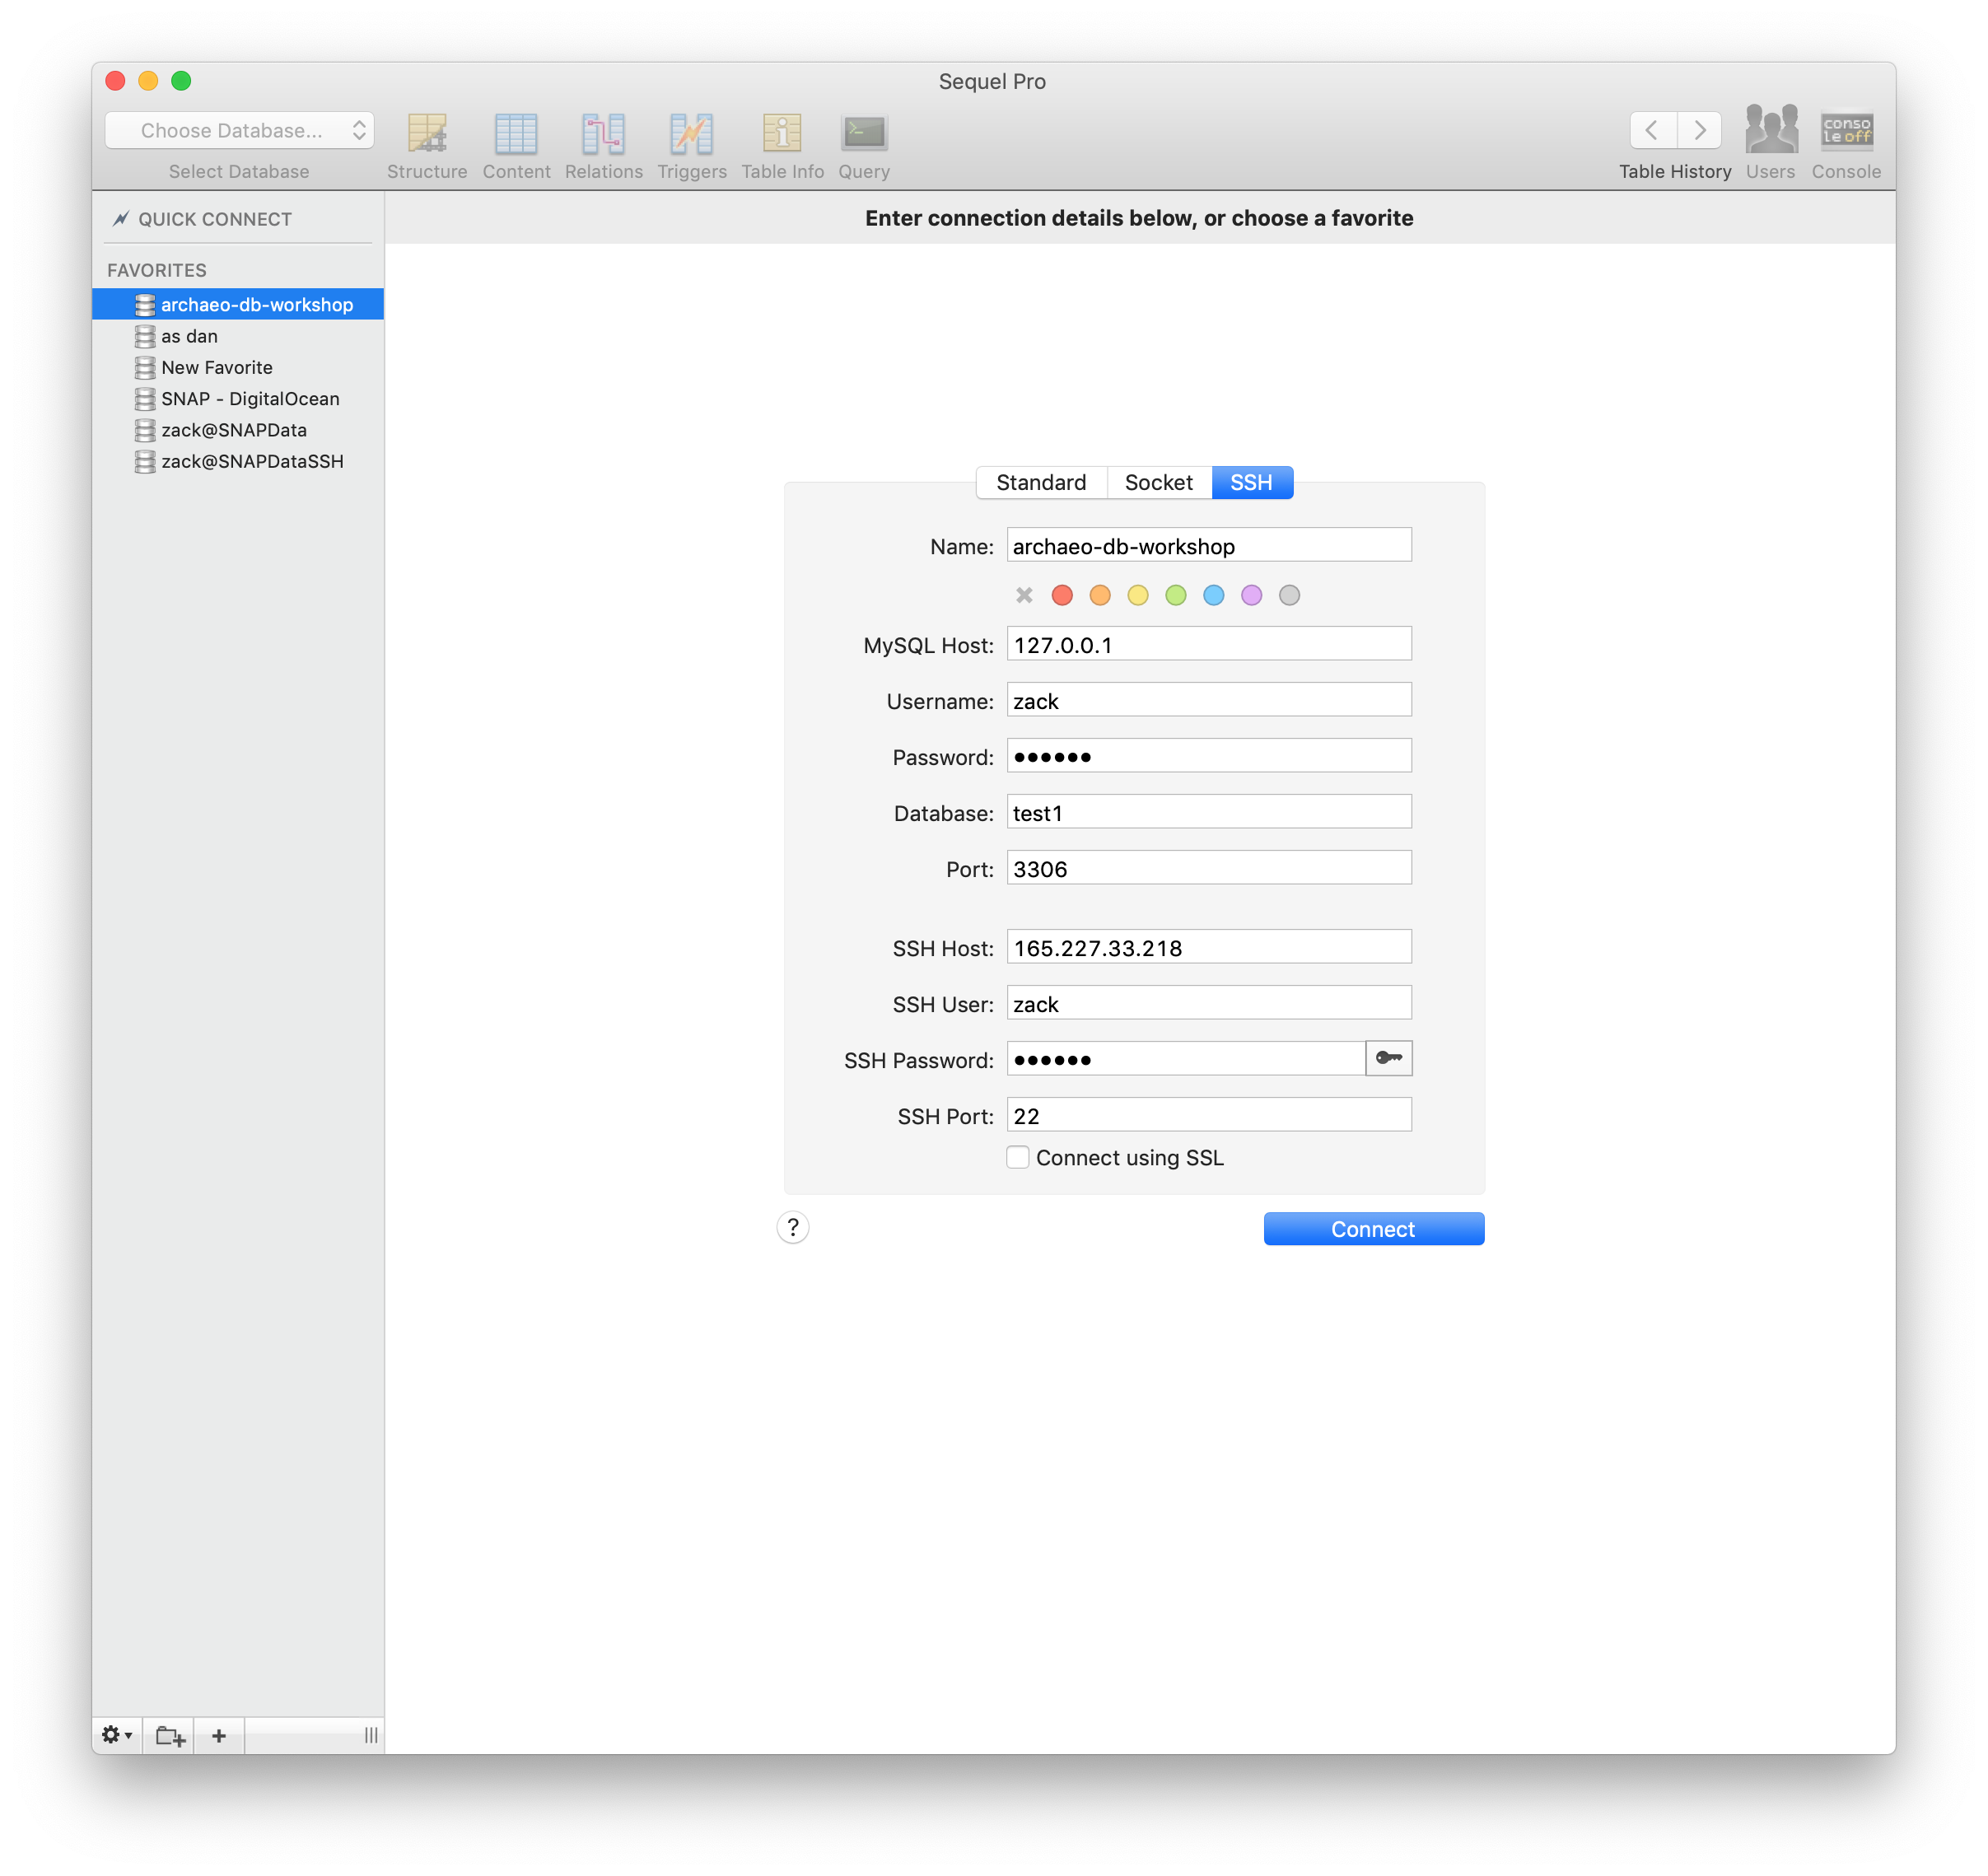 Sequel Pro
Choose Database...
Select Database
Structure
Content
Relations
Triggers
Table Info
Query
Table History
Users
conso
le off
Console
QUICK CONNECT
Enter connection details below, or choose a favorite
FAVORITES
archaeo-db-workshop
as dan
New Favorite
SNAP - DigitalOcean
zack@SNAPData
zack@SNAPDataSSH
Standard
Socket
SSH
Name: archaeo-db-workshop
MySQL Host: 127.0.0.1
Username: zack
Password: ••••••
Database: test1
Port: 3306
SSH Host: 165.227.33.218
SSH User: zack
SSH Password: ••••••
SSH Port: 22
Connect using SSL
?
Connect